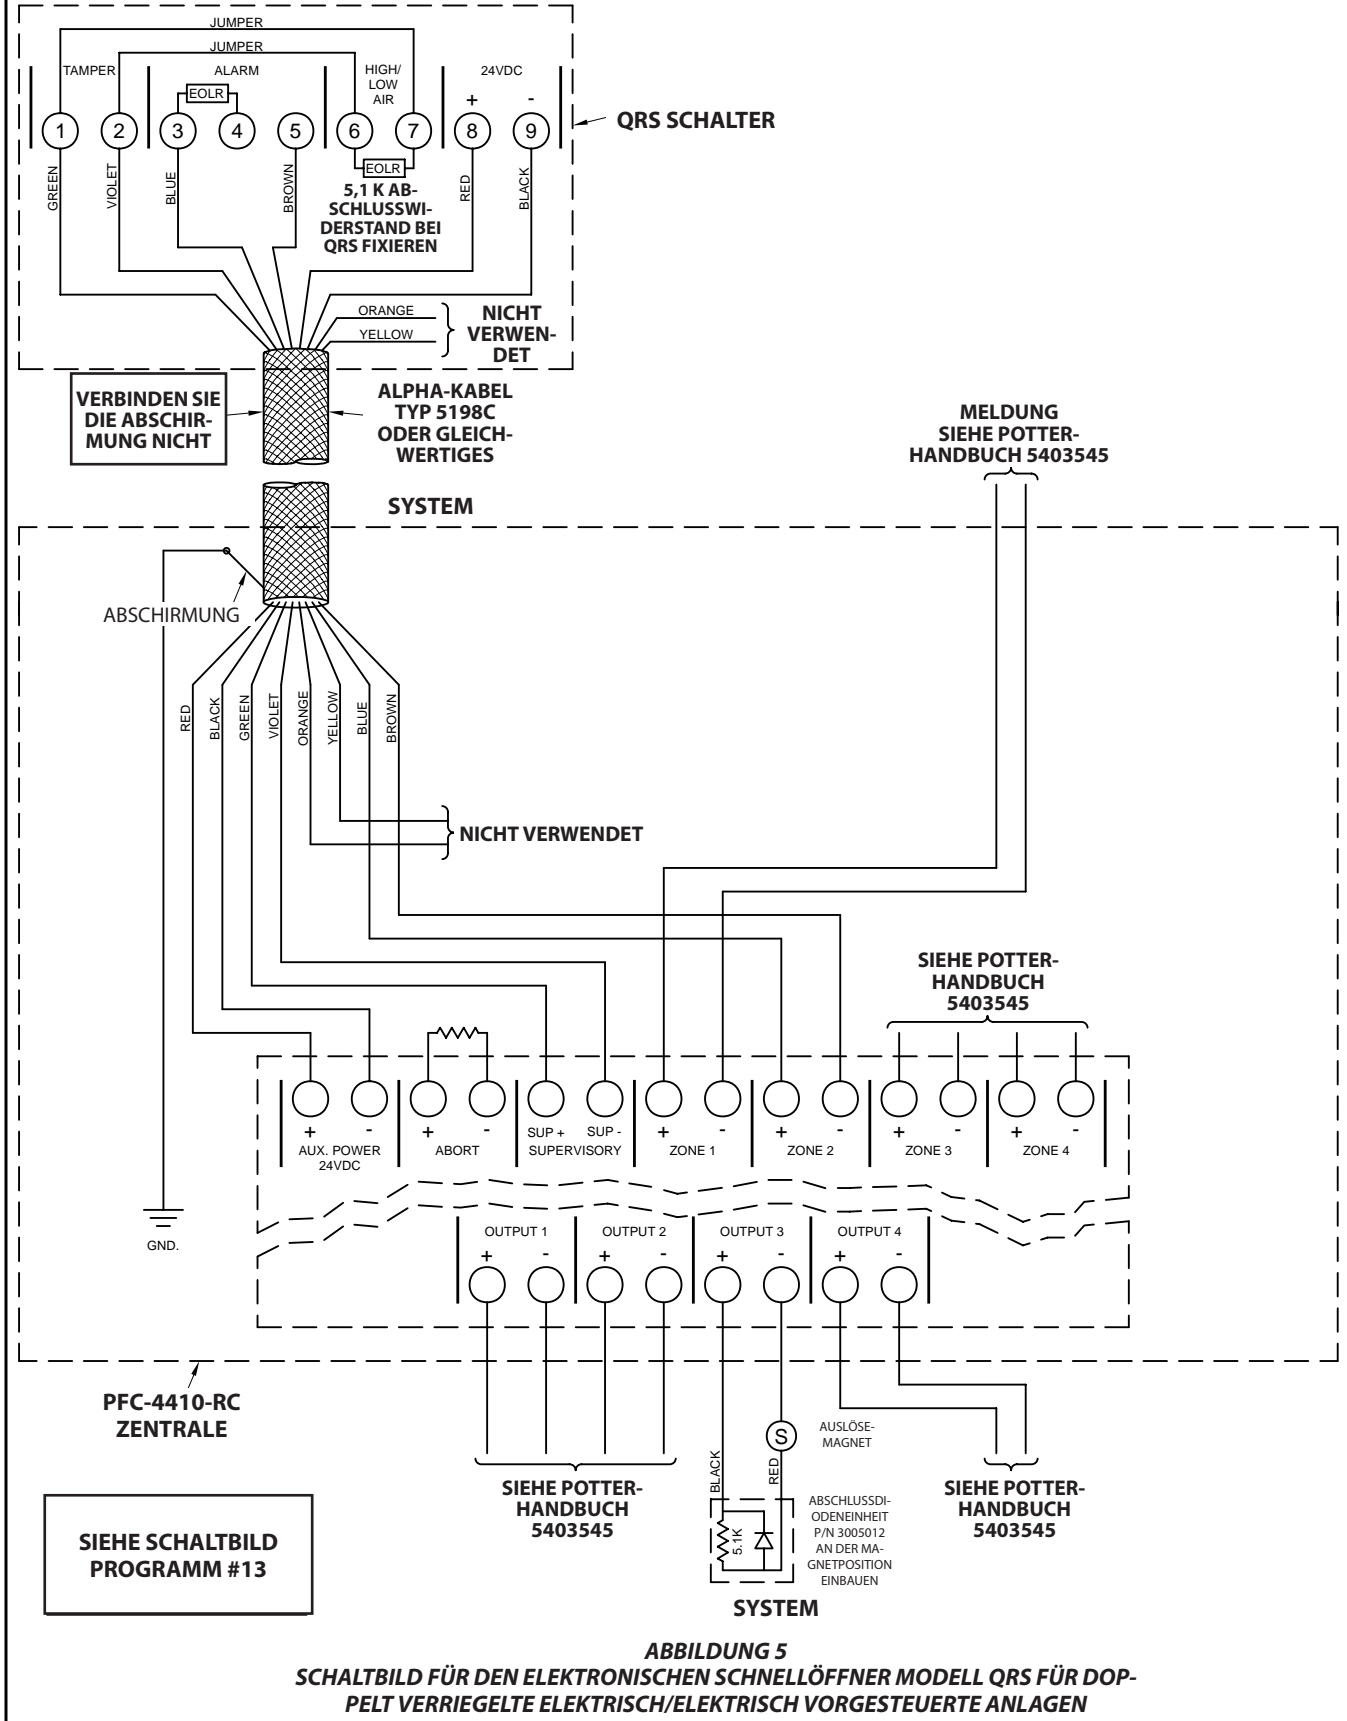 JUMPER
JUMPER
TAMPER
ALARM
HIGH/
LOW
AIR
24VDC
EOLR
+ -
1 2 3 4 5 6 7 8 9
QRS SCHALTER
EOLR
GREEN
VIOLET
BLUE
BROWN
RED
BLACK
5,1 K AB-
SCHLUSSWI-
DERSTAND BEI
QRS FIXIEREN
ORANGE
YELLOW
NICHT
VERWEN-
DET
VERBINDEN SIE
DIE ABSCHIR-
MUNG NICHT
ALPHA-KABEL
TYP 5198C
ODER GLEICH-
WERTIGES
MELDUNG
SIEHE POTTER-
HANDBUCH 5403545
SYSTEM
ABSCHIRMUNG
RED
BLACK
GREEN
VIOLET
ORANGE
YELLOW
BLUE
BROWN
NICHT VERWENDET
SIEHE POTTER-
HANDBUCH
5403545
+ -
AUX. POWER
24VDC
+ -
ABORT
SUP + SUP -
SUPERVISORY
+ -
ZONE 1
+ -
ZONE 2
+ -
ZONE 3
+ -
ZONE 4
GND.
OUTPUT 1
+ -
OUTPUT 2
+ -
OUTPUT 3
+ -
OUTPUT 4
+ -
PFC-4410-RC
ZENTRALE
SIEHE POTTER-
HANDBUCH
5403545
BLACK
RED
S
AUSLÖSE-
MAGNET
5.1K
ABSCHLUSSDI-
ODENEINHEIT
P/N 3005012
AN DER MA-
GNETPOSITION
EINBAUEN
SYSTEM
SIEHE POTTER-
HANDBUCH
5403545
SIEHE SCHALTBILD
PROGRAMM #13
ABBILDUNG 5
SCHALTBILD FÜR DEN ELEKTRONISCHEN SCHNELLÖFFNER MODELL QRS FÜR DOP-
PELT VERRIEGELTE ELEKTRISCH/ELEKTRISCH VORGESTEUERTE ANLAGEN